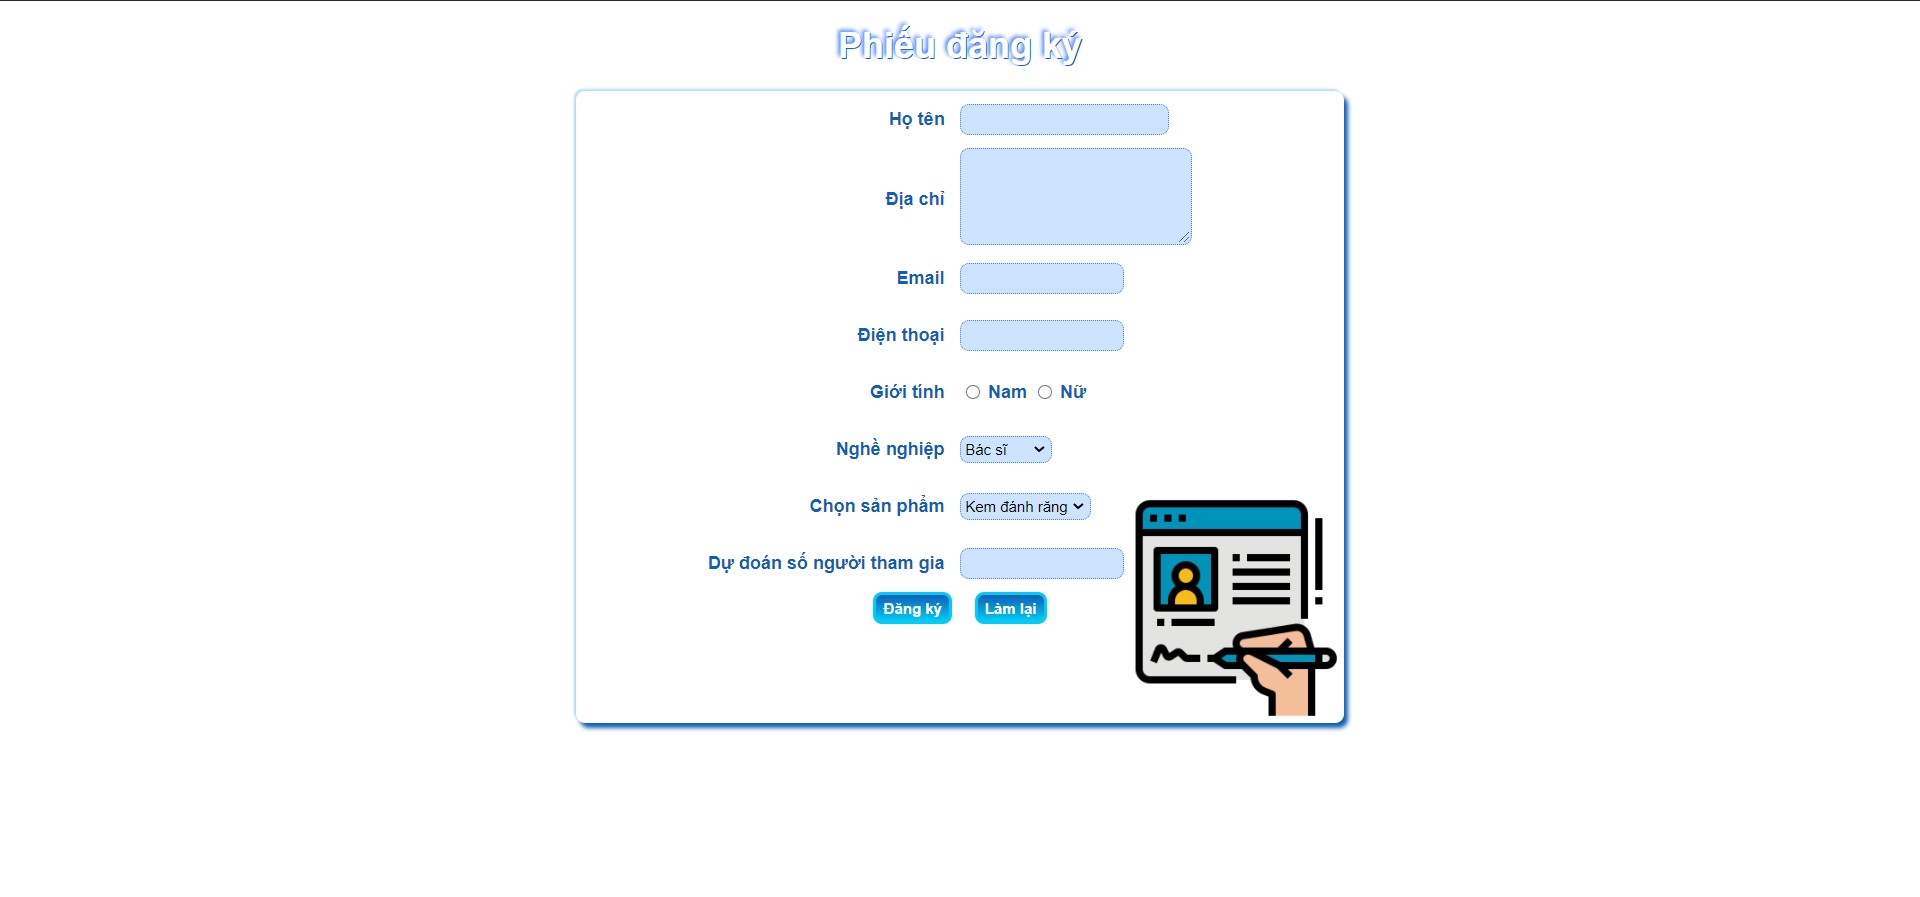 Phiếu đăng ký
Họ tên
Địa chỉ
Email
Điện thoại
Giới tính Nam Nữ
Nghề nghiệp Bác sĩ
Chọn sản phẩm Kem đánh răng
Dự đoán số người tham gia
Đăng ký Làm lại